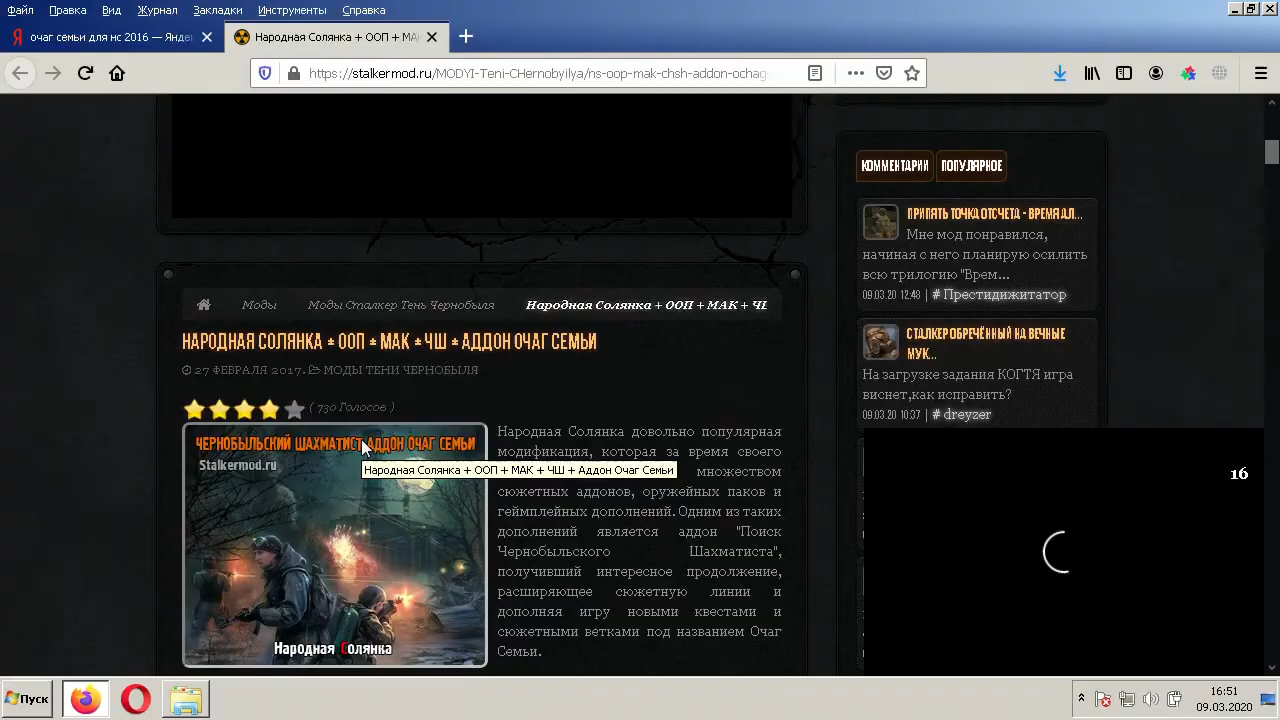 Файл Правка Вид Журнал Закладки Инструменты Справка
очаг семьи для нс 2016 — Янде
Народная Солянка + ООП + МА
https://stalkermod.ru/MODYI-Teni-CHernobyilya/ns-oop-mak-chsh-addon-ochag-
КОММЕНТАРИИ ПОПУЛЯРНОЕ
ПРИПЯТЬ ТОЧКА ОТСЧЕТА - ВРЕМЯ АЛ...
Мне мод понравился,
начиная с него планирую осилить
всю трилогию "Врем...
09.03.20 12:48 | # Престидижитатор
СТАЛКЕР ОБРЕЧЁННЫЙ НА ВЕЧНЫЕ
МУК...
На загрузке задания КОГТЯ игра
виснет,как исправить?
09.03.20 10:37 | # dreyzer
16
Моды Моды Сталкер Тень Чернобыля Народная Солянка + ООП + МАК + Ч
НАРОДНАЯ СОЛЯНКА + ООП + МАК + ЧШ + АДДОН ОЧАГ СЕМЬИ
27 ФЕВРАЛЯ 2017. МОДЫ ТЕНИ ЧЕРНОБЫЛЯ
( 730 Голосов )
ЧЕРНОБЫЛЬСКИЙ ШАХМАТИСТ АДДОН ОЧАГ СЕМЬИ
Stalkermod.ru
Народная Солянка
Народная Солянка + ООП + МАК + ЧШ + Аддон Очаг Семьи
Народная Солянка довольно популярная
модификация, которая за время своего
множеством
сюжетных аддонов, оружейных паков и
геймплейных дополнений. Одним из таких
дополнений является аддон "Поиск
Чернобыльского Шахматиста",
получивший интересное продолжение,
расширяющее сюжетную линии и
дополняя игру новыми квестами и
сюжетными ветками под названием Очаг
Семьи.
Пуск
16:51
09.03.2020